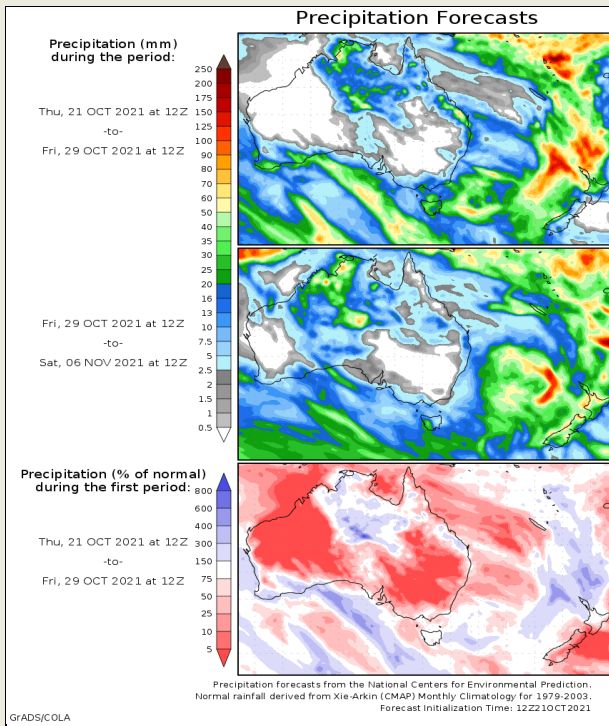 Precipitation Forecasts
Precipitation (mm)
during the period:
Thu, 21 OCT 2021 at 12Z
-to-
Fri, 29 OCT 2021 at 12Z
250
200
175
150
125
100
90
80
70
60
50
40
35
30
25
20
16
13
10
7.5
5
2.5
2
1.5
1
0.5
Fri, 29 OCT 2021 at 12Z
-to-
Sat, 06 NOV 2021 at 12Z
Precipitation (% of normal)
during the first period:
Thu, 21 OCT 2021 at 12Z
-to-
Fri, 29 OCT 2021 at 12Z
800
600
400
300
150
75
50
25
10
5
Precipitation forecasts from the National Centers for Environmental Prediction.
Normal rainfall derived from Xie-Arkin (CMAP) Monthly Climatology for 1979-2003.
Forecast Initialization Time: 12Z21OCT2021
GrADS/COLA